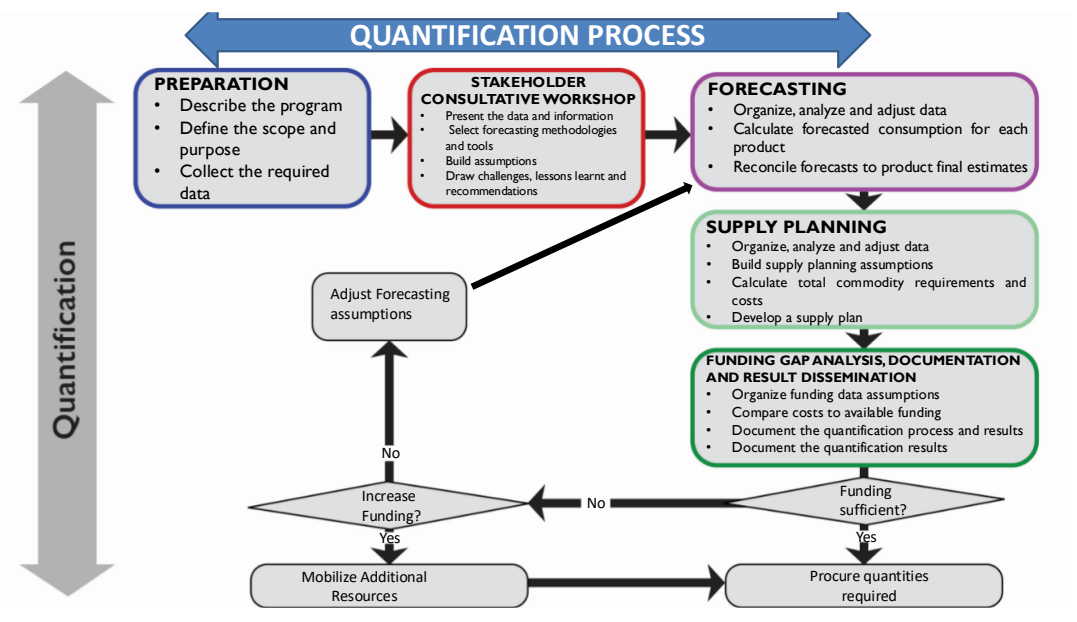 QUANTIFICATION PROCESS
Quantification
PREPARATION
• Describe the program
• Define the scope and
purpose
• Collect the required
data
STAKEHOLDER
CONSULTATIVE WORKSHOP
• Present the data and information
• Select forecasting methodologies
and tools
• Build assumptions
• Draw challenges, lessons learnt and
recommendations
FORECASTING
• Organize, analyze and adjust data
• Calculate forecasted consumption for each
product
• Reconcile forecasts to product final estimates
SUPPLY PLANNING
• Organize, analyze and adjust data
• Build supply planning assumptions
• Calculate total commodity requirements and
costs
• Develop a supply plan
FUNDING GAP ANALYSIS, DOCUMENTATION
AND RESULT DISSEMINATION
• Organize funding data assumptions
• Compare costs to available funding
• Document the quantification process and results
• Document the quantification results
Funding
sufficient?
No
Yes
Increase
Funding?
No
Yes
Adjust Forecasting
assumptions
Mobilize Additional
Resources
Procure quantities
required